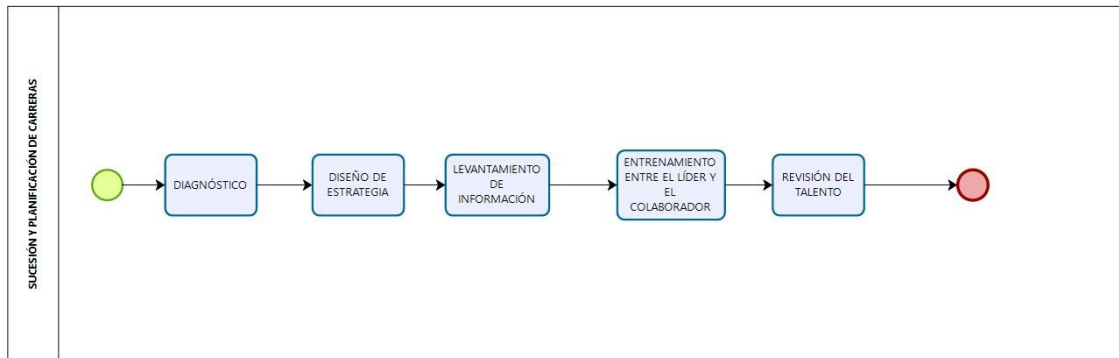 SUCESIÓN Y PLANIFICACIÓN DE CARRERAS
DIAGNÓSTICO
DISEÑO DE
ESTRATEGIA
LEVANTAMIENTO
DE
INFORMACIÓN
ENTRENAMIENTO
ENTRE EL LÍDER Y
EL
COLABORADOR
REVISIÓN DEL
TALENTO